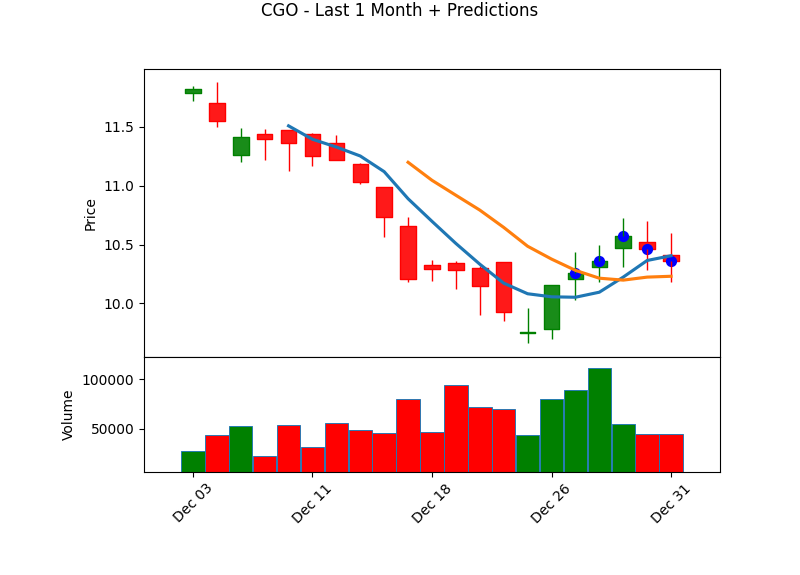 CGO - Last 1 Month + Predictions
Price
11.5
11.0
10.5
10.0
Volume
100000
50000
Dec 03
Dec 11
Dec 18
Dec 26
Dec 31